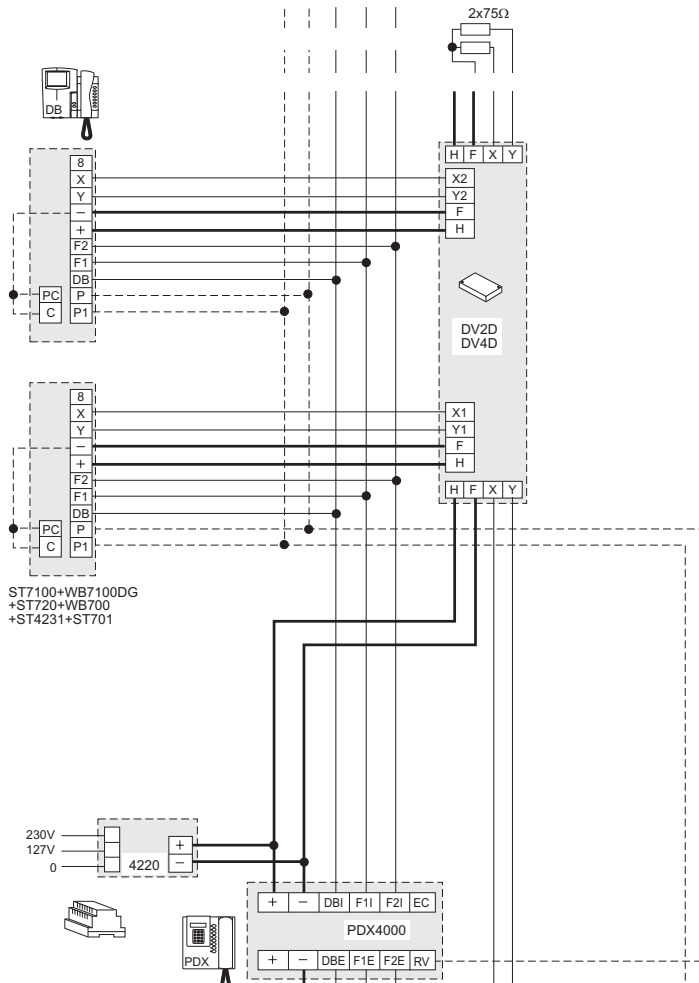 2x75Ω
DB
H F X Y
8
X
Y
–
+
F2
F1
DB
P
P1
PC
C
X2
Y2
F
H
DV2D
DV4D
8
X
Y
–
+
F2
F1
DB
P
P1
PC
C
X1
Y1
F
H
H F X Y
ST7100+WB7100DG
+ST720+WB700
+ST4231+ST701
230V
127V
0
4220
+
–
+ – DBI F1I F2I EC
PDX4000
PDX
+ – DBE F1E F2E RV